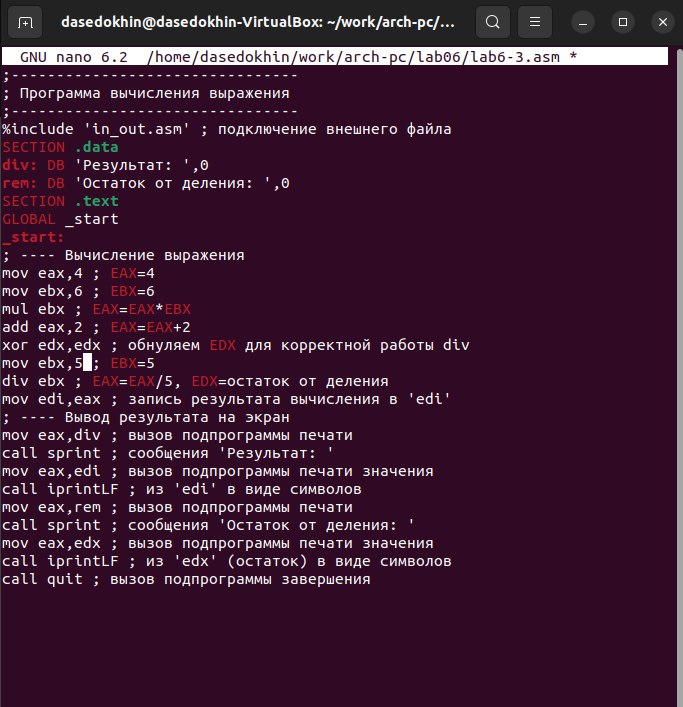 dasedokhin@dasedokhin-VirtualBox: ~/work/arch-pc/...
GNU nano 6.2 /home/dasedokhin/work/arch-pc/lab06/lab6-3.asm *
;--------------------------------
; Программа вычисления выражения
;--------------------------------
%include 'in_out.asm' ; подключение внешнего файла
SECTION .data
div: DB 'Результат: ',0
rem: DB 'Остаток от деления: ',0
SECTION .text
GLOBAL _start
_start:
; ---- Вычисление выражения
mov eax,4 ; EAX=4
mov ebx,6 ; EBX=6
mul ebx ; EAX=EAX*EBX
add eax,2 ; EAX=EAX+2
xor edx,edx ; обнуляем EDX для корректной работы div
mov ebx,5 ; EBX=5
div ebx ; EAX=EAX/5, EDX=остаток от деления
mov edi,eax ; запись результата вычисления в 'edi'
; ---- Вывод результата на экран
mov eax,div ; вызов подпрограммы печати
call sprint ; сообщения 'Результат: '
mov eax,edi ; вызов подпрограммы печати значения
call iprintLF ; из 'edi' в виде символов
mov eax,rem ; вызов подпрограммы печати
call sprint ; сообщения 'Остаток от деления: '
mov eax,edx ; вызов подпрограммы печати значения
call iprintLF ; из 'edx' (остаток) в виде символов
call quit ; вызов подпрограммы завершения